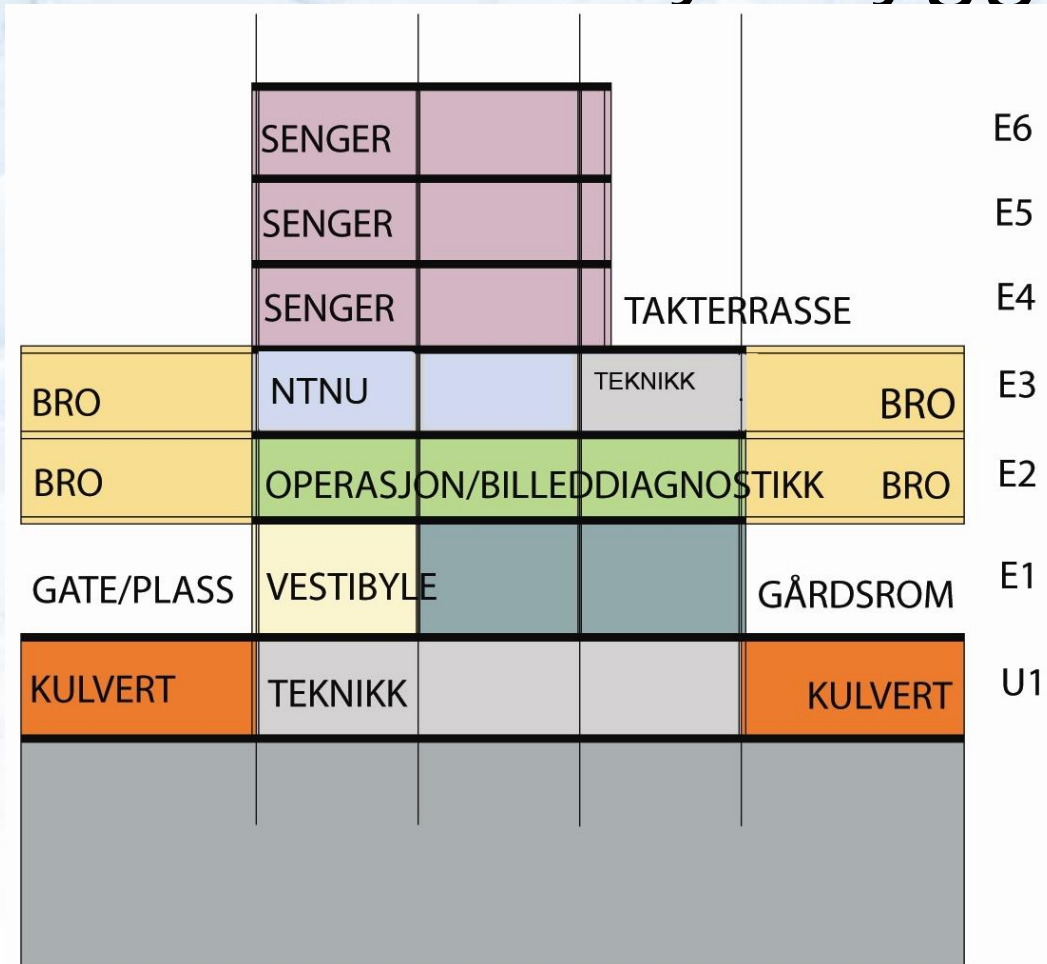 SENGER E6
SENGER E5
SENGER TAKTERRASSE E4
BRO NTNU TEKNIKK BRO E3
BRO OPERASJON/BILLEDDIAGNOSTIKK BRO E2
GATE/PLASS VESTIBYLE GÅRDSROM E1
KULVERT TEKNIKK KULVERT U1